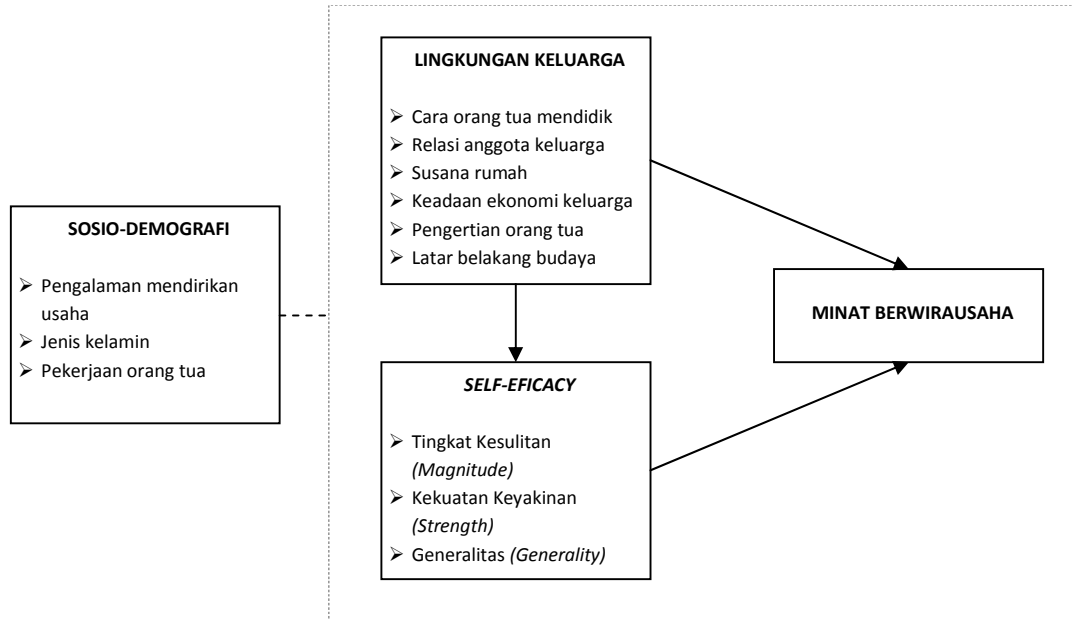 LINGKUNGAN KELUARGA
➢ Cara orang tua mendidik
➢ Relasi anggota keluarga
➢ Susana rumah
➢ Keadaan ekonomi keluarga
➢ Pengertian orang tua
➢ Latar belakang budaya
SOSIO-DEMOGRAFI
➢ Pengalaman mendirikan
usaha
➢ Jenis kelamin
➢ Pekerjaan orang tua
MINAT BERWIRAUSAHA
SELF-EFICACY
➢ Tingkat Kesulitan
(Magnitude)
➢ Kekuatan Keyakinan
(Strength)
➢ Generalitas (Generality)